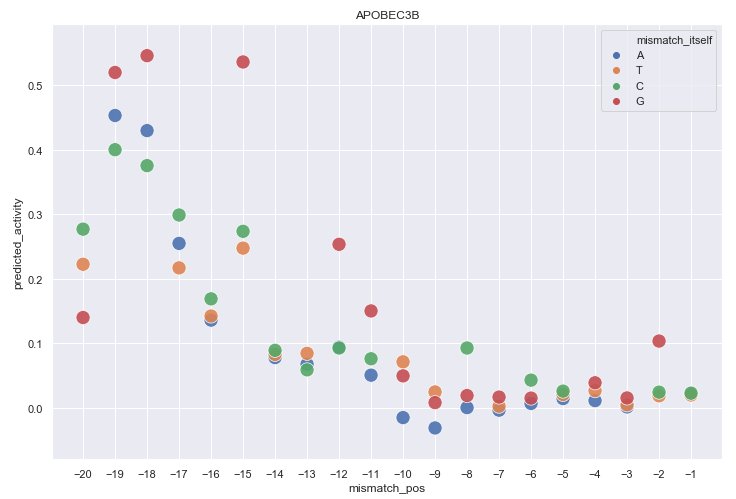 APOBEC3B
mismatch_itself
A
T
C
G
0.5
0.4
0.3
0.2
0.1
0.0
predicted_activity
−20 −19 −18 −17 −16 −15 −14 −13 −12 −11 −10 −9 −8 −7 −6 −5 −4 −3 −2 −1
mismatch_pos